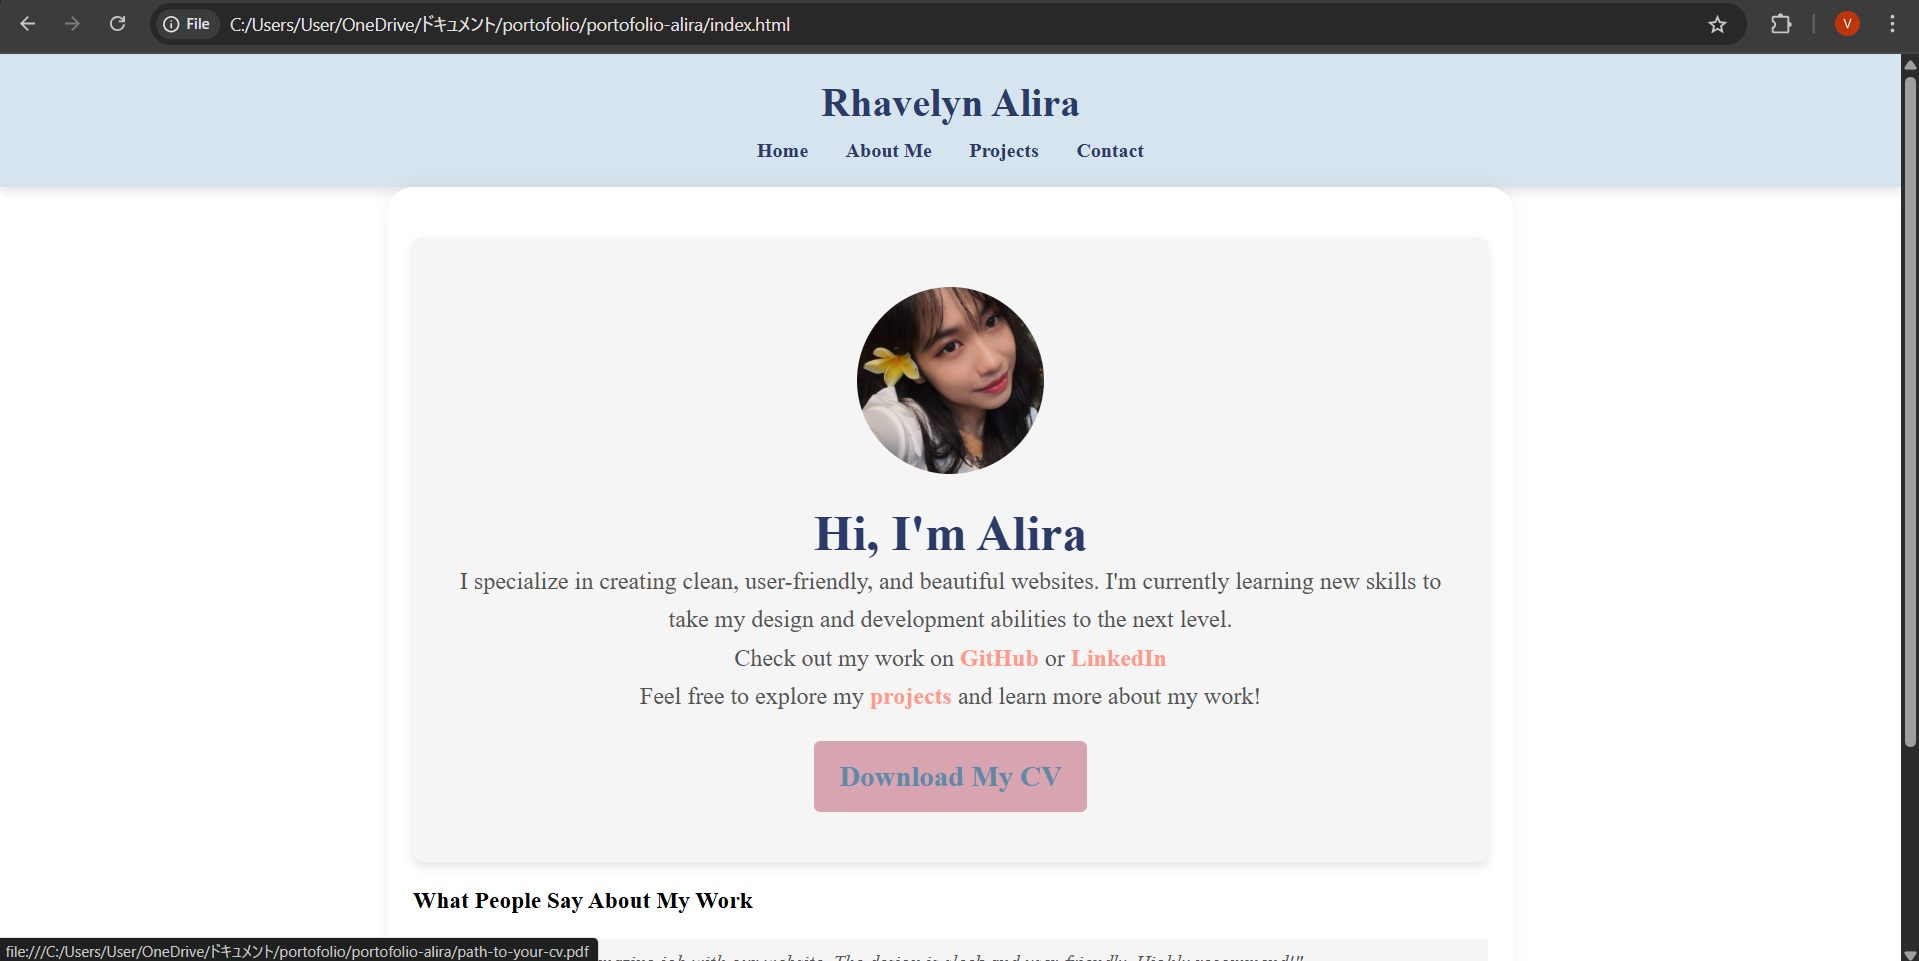 File
C:/Users/User/OneDrive/ドキュメント/portofolio/portofolio-alira/index.html
V
Rhavelyn Alira
Home About Me Projects Contact
Hi, I'm Alira
I specialize in creating clean, user-friendly, and beautiful websites. I'm currently learning new skills to
take my design and development abilities to the next level.
Check out my work on GitHub or LinkedIn
Feel free to explore my projects and learn more about my work!
Download My CV
What People Say About My Work
job with our website. The design is sleek and user-friendly. Highly recommend!"
file:///C:/Users/User/OneDrive/ドキュメント/portofolio/portofolio-alira/path-to-your-cv.pdf